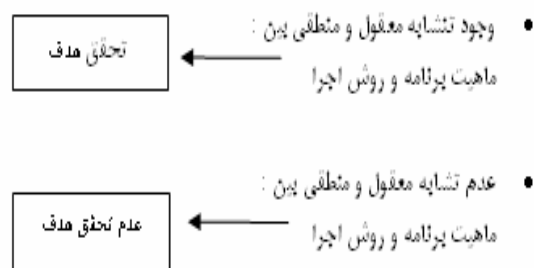 • وجود تشابه معقول و منطقی بین :
ماهیت برنامه و روش اجرا
تحقق هدف
• عدم تشابه معقول و منطقی بین :
ماهیت برنامه و روش اجرا
عدم تحقق هدف